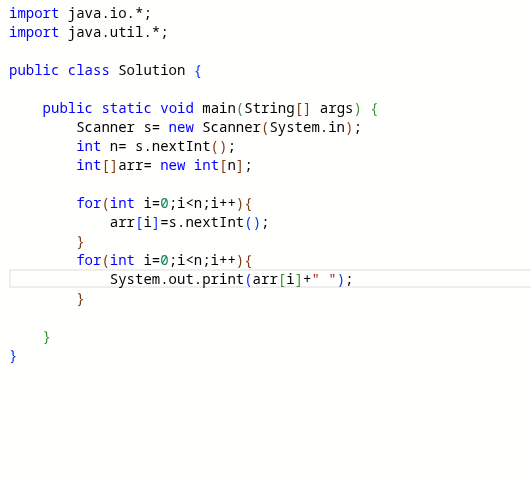 import java.io.*;
import java.util.*;

public class Solution {

    public static void main(String[] args) {
        Scanner s= new Scanner(System.in);
        int n= s.nextInt();
        int[]arr= new int[n];

        for(int i=0;i<n;i++){
            arr[i]=s.nextInt();
        }
        for(int i=0;i<n;i++){
            System.out.print(arr[i]+" ");
        }

    }
}